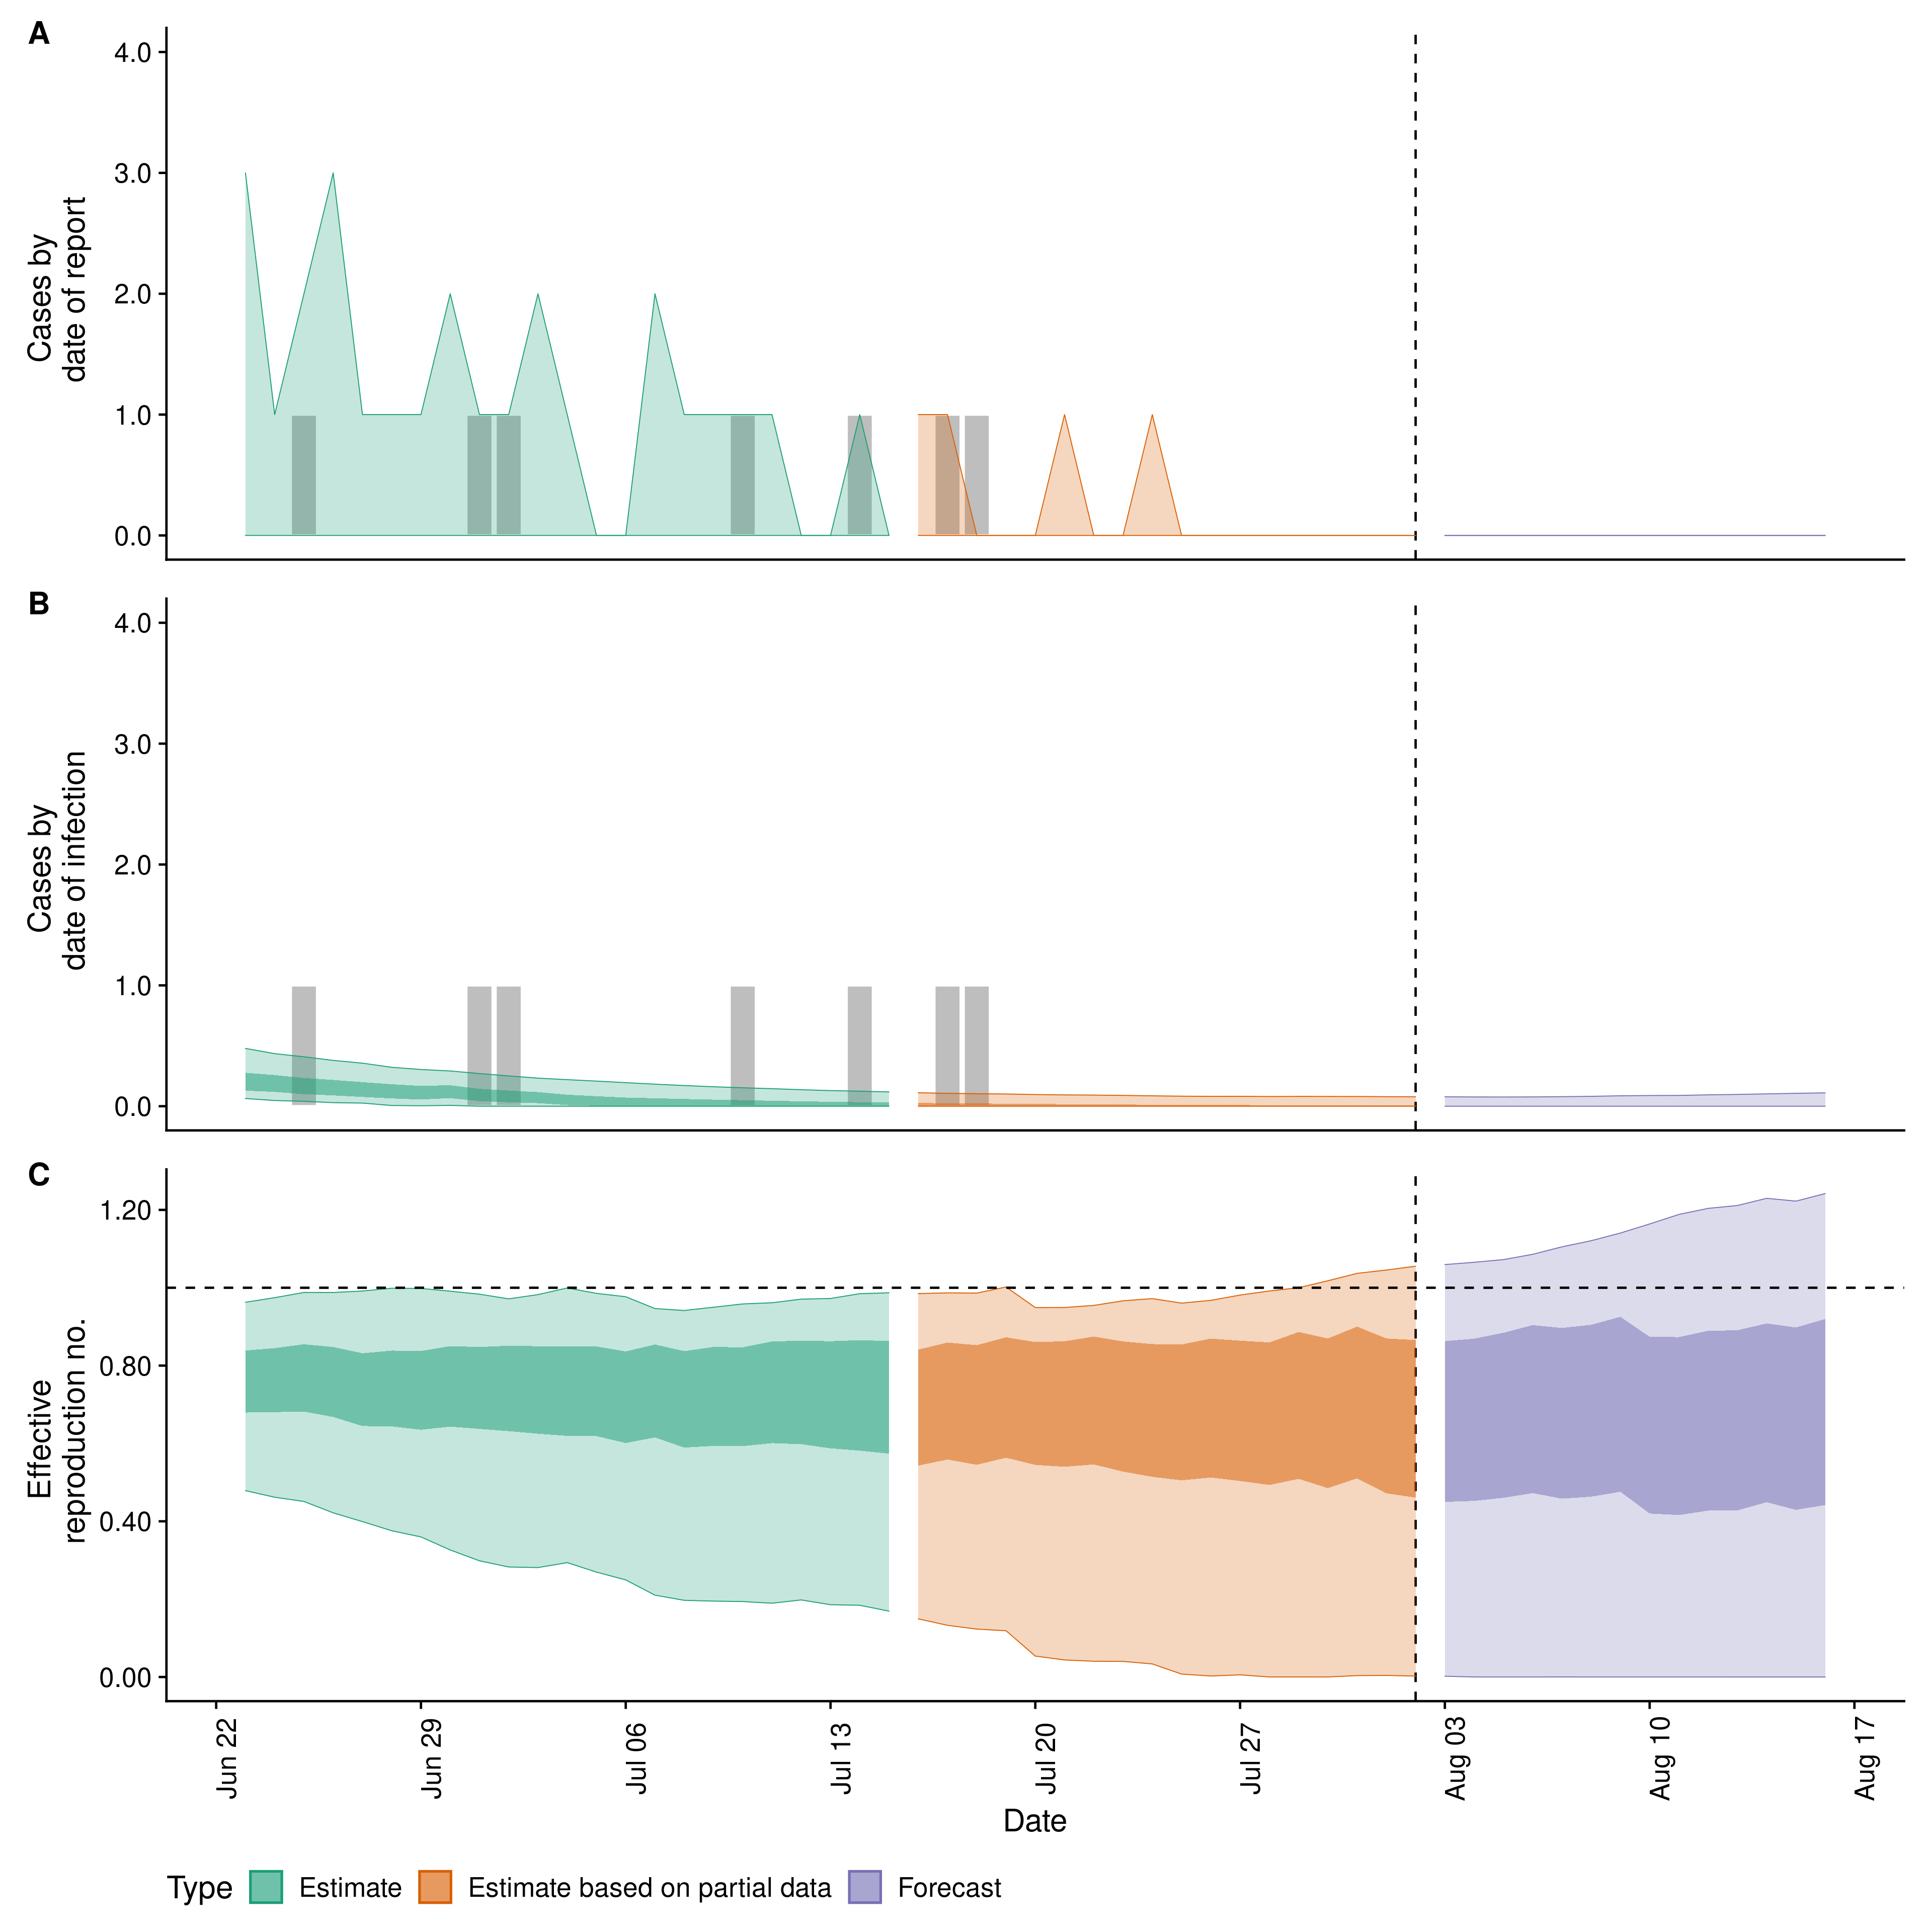 A
4.0
3.0
2.0
1.0
0.0
Cases by
date of report
B
4.0
3.0
2.0
1.0
0.0
Cases by
date of infection
C
1.20
0.80
0.40
0.00
Effective
reproduction no.
Jun 22
Jun 29
Jul 06
Jul 13
Jul 20
Jul 27
Aug 03
Aug 10
Aug 17
Date
Type Estimate Estimate based on partial data Forecast